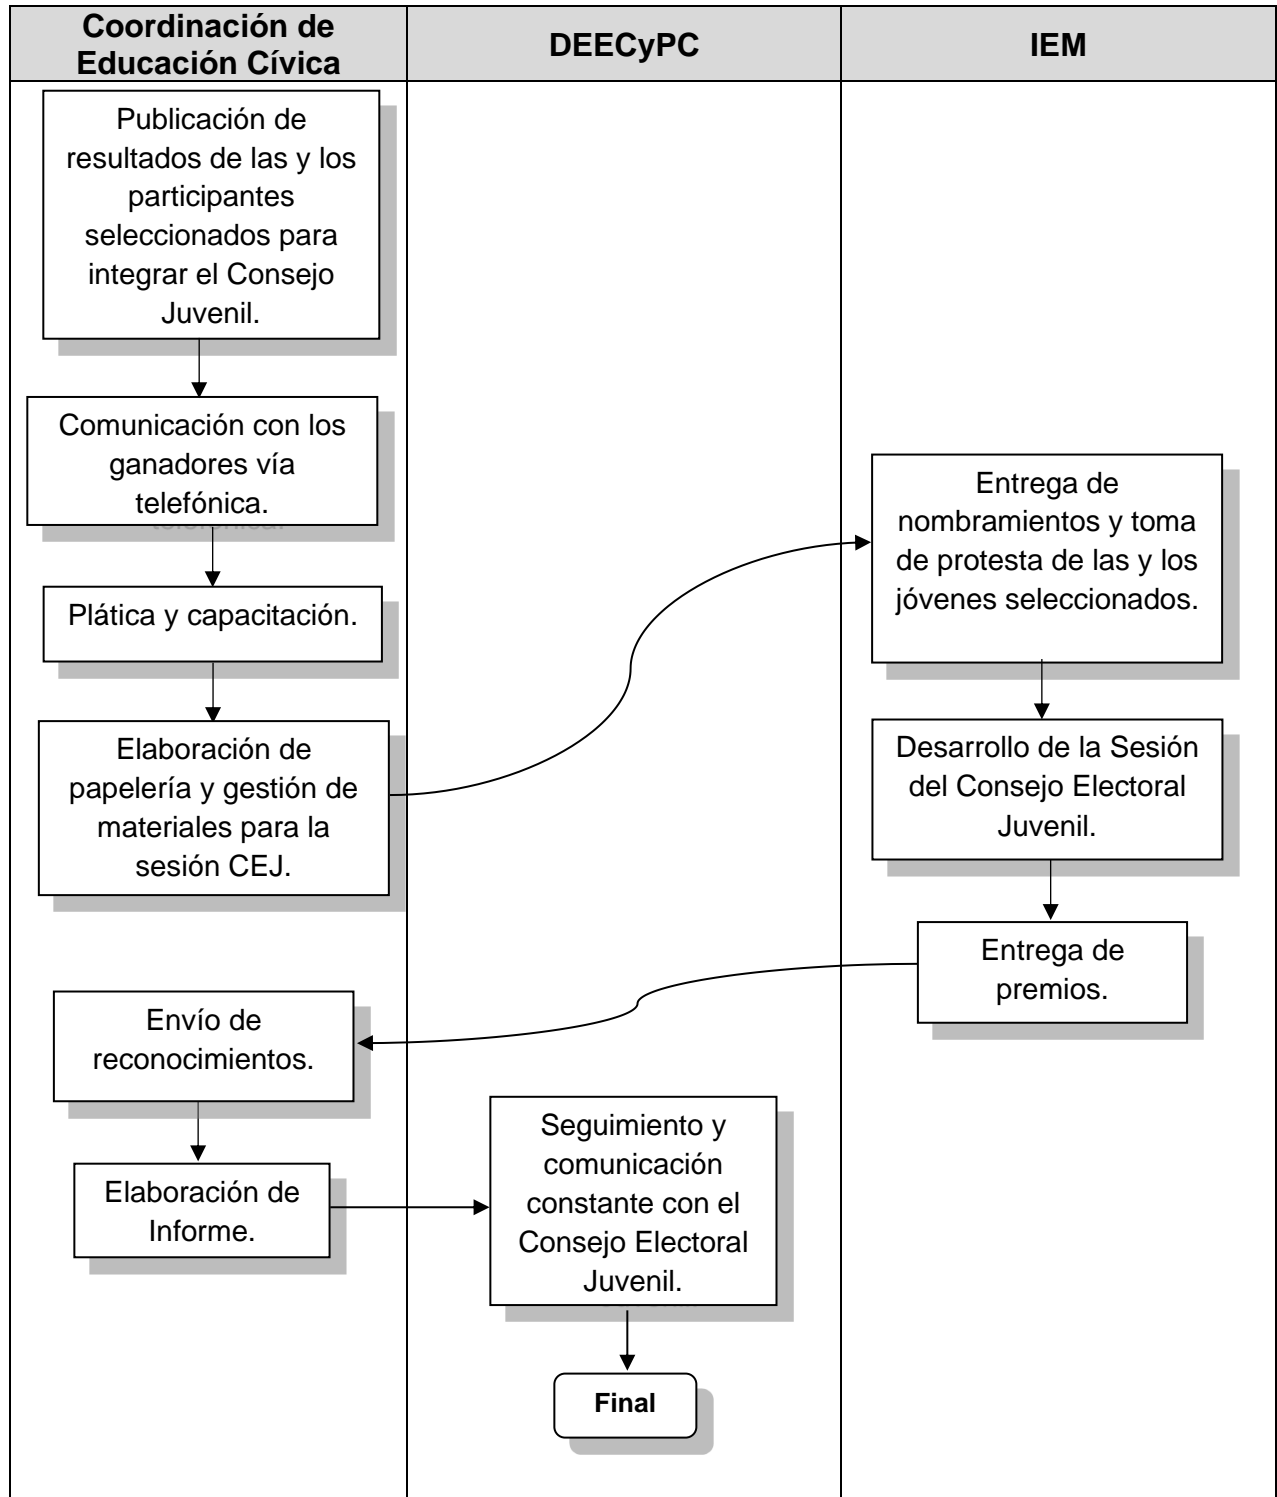 Coordinación de
Educación Cívica
DEECyPC
IEM
Publicación de
resultados de las y los
participantes
seleccionados para
integrar el Consejo
Juvenil.
Comunicación con los
ganadores vía
telefónica.
Plática y capacitación.
Elaboración de
papelería y gestión de
materiales para la
sesión CEJ.
Entrega de
nombramientos y toma
de protesta de las y los
jóvenes seleccionados.
Desarrollo de la Sesión
del Consejo Electoral
Juvenil.
Entrega de
premios.
Envío de
reconocimientos.
Elaboración de
Informe.
Seguimiento y
comunicación
constante con el
Consejo Electoral
Juvenil.
Final